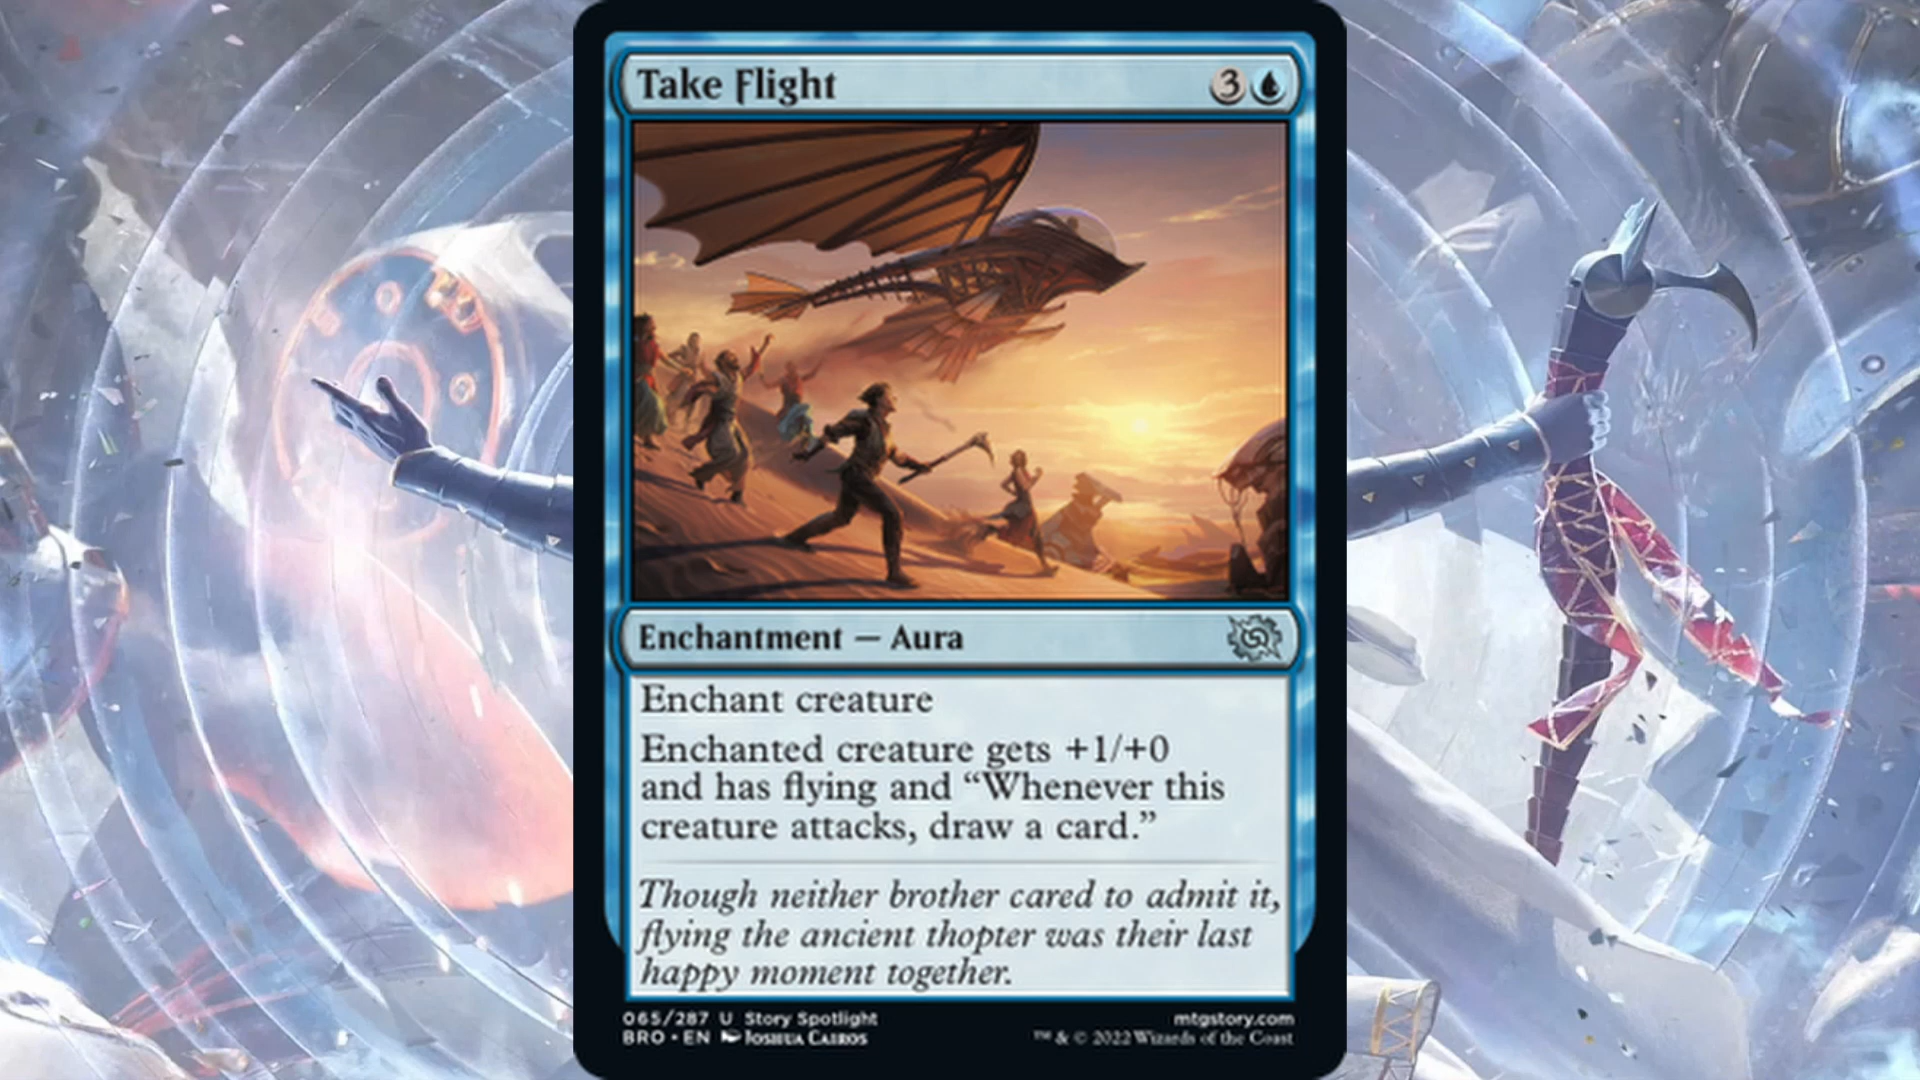 Take Flight
3
Enchantment — Aura
Enchant creature
Enchanted creature gets +1/+0
and has flying and “Whenever this
creature attacks, draw a card.”
Though neither brother cared to admit it,
flying the ancient thopter was their last
happy moment together.
065/287 U Story Spotlight
mtgstory.com
BRO • EN Joshua Cairos
™ & © 2022 Wizards of the Coast